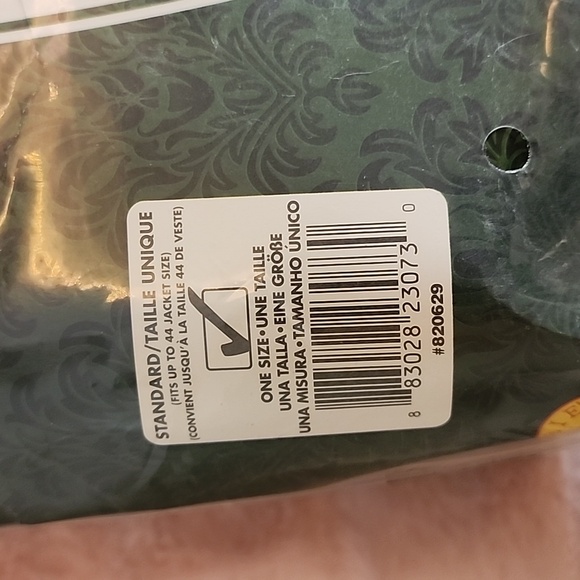 STANDARD/TAILLE UNIQUE
(FITS UP TO 44 JACKET SIZE)
(CONVIENT JUSQU'À LA TAILLE 44 DE VESTE)
ONE SIZE•UNE TAILLE
UNA TALLA•EINE GRÖßE
UNA MISURA•TAMANHO ÚNICO
8 83028 23073 0
#820629